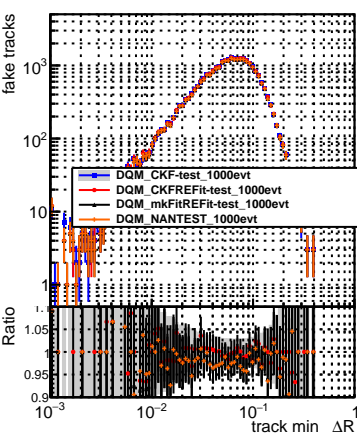 fake tracks
10³
10²
10
1
DQM_CKF-test_1000evt
DQM_CKFREFit-test_1000evt
DQM_mkFitREFit-test_1000evt
DQM_NANTEST_1000evt
Ratio
1.05
1
0.95
0.9
10⁻³ 10⁻² 10⁻¹ 1
track min ΔR